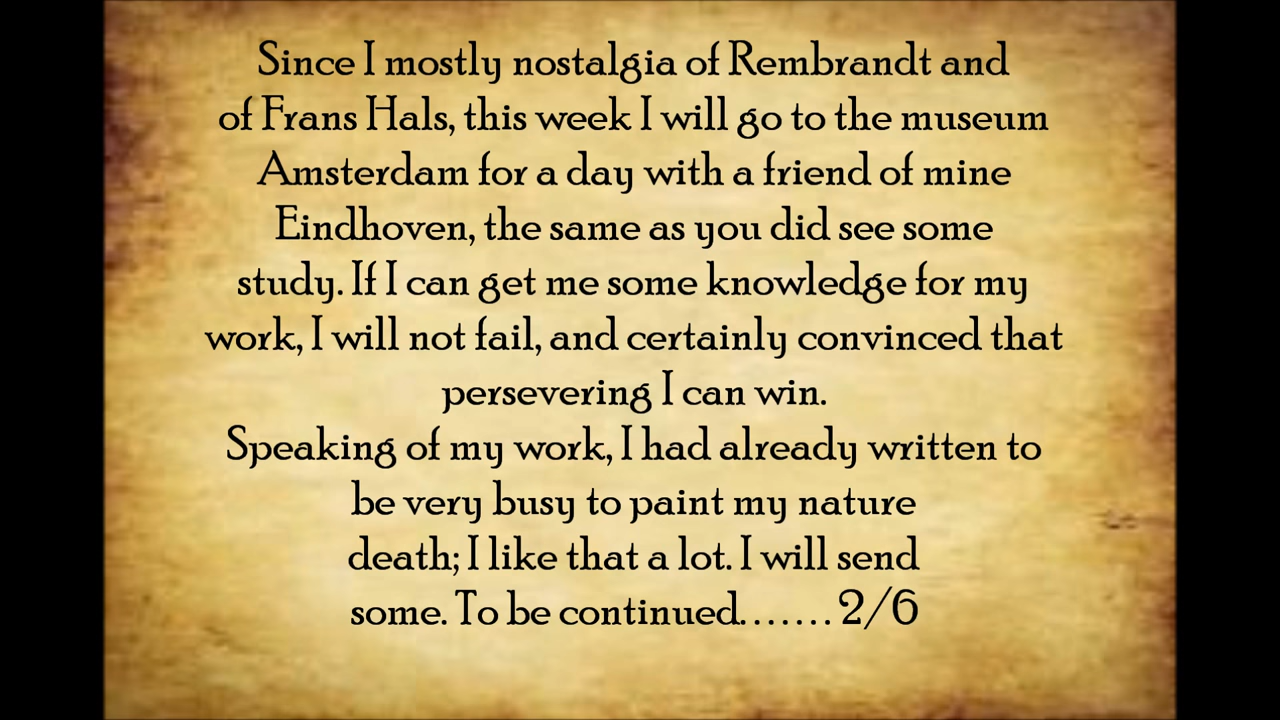 Since I mostly nostalgia of Rembrandt and
of Frans Hals, this week I will go to the museum
Amsterdam for a day with a friend of mine
Eindhoven, the same as you did see some
study. If I can get me some knowledge for my
work, I will not fail, and certainly convinced that
persevering I can win.
Speaking of my work, I had already written to
be very busy to paint my nature
death; I like that a lot. I will send
some. To be continued....... 2/6